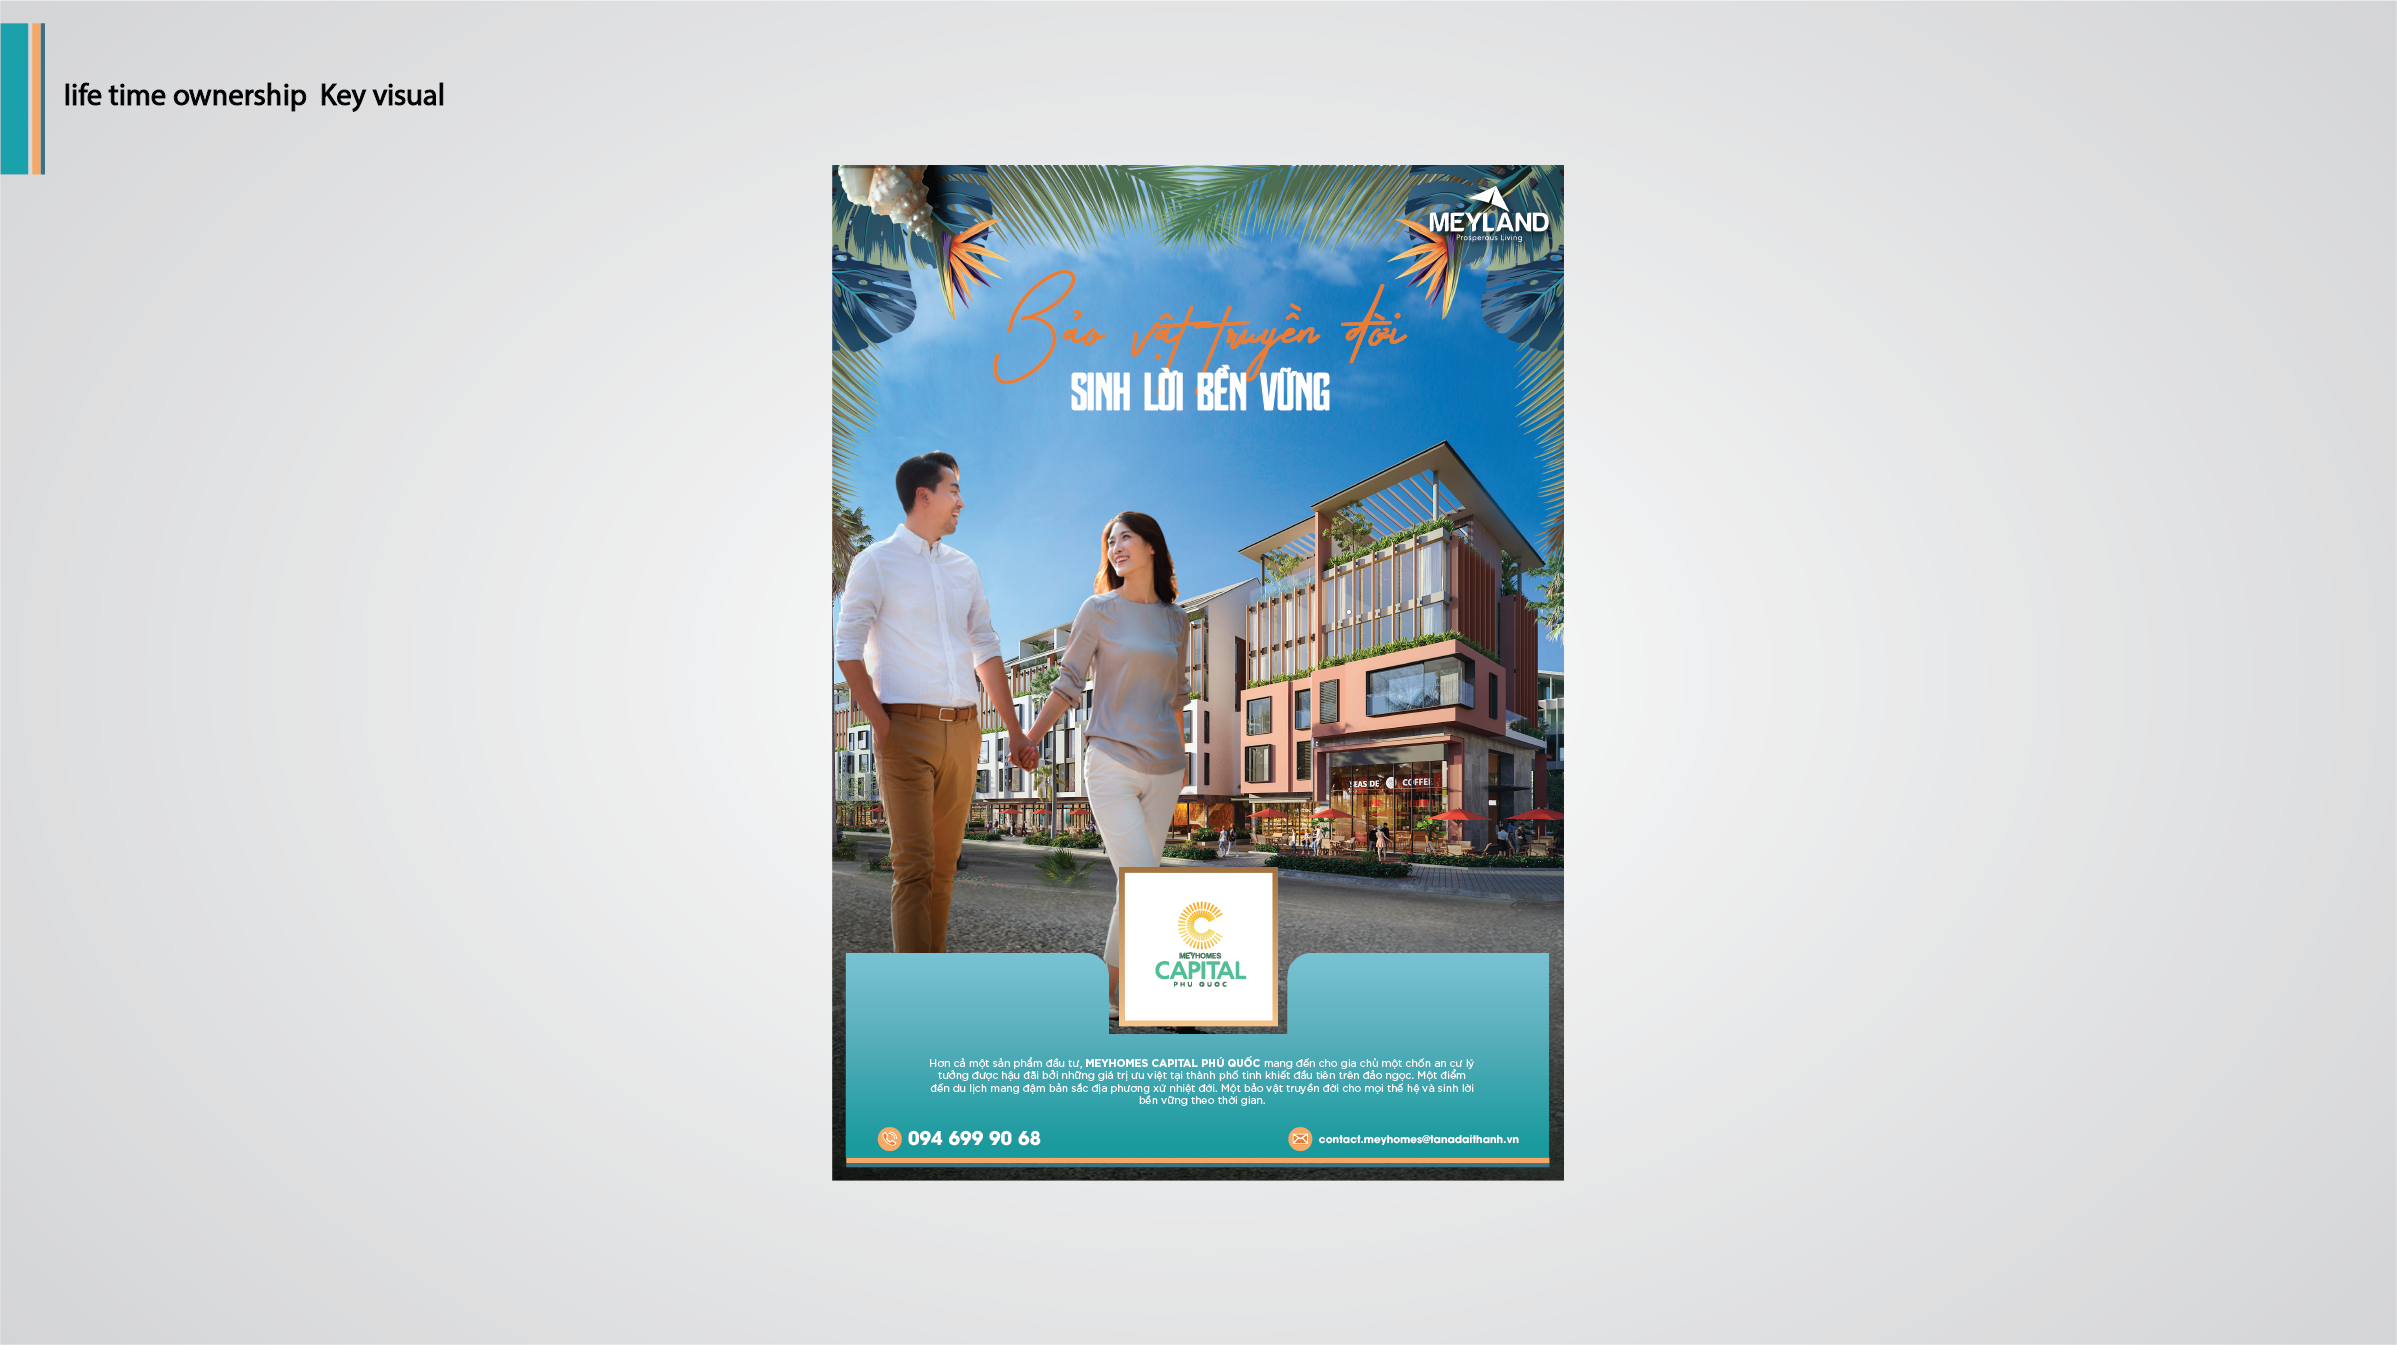 life time ownership Key visual
MEYLAND
Prosperous Living
Bảo vật truyền đời
SINH LỜI BỀN VỮNG
EAS DE COFFEE
MEYHOMES
CAPITAL
PHU QUOC
Hơn cả một sản phẩm đầu tư, MEYHOMES CAPITAL PHÚ QUỐC mang đến cho gia chủ một chốn an cư lý
tưởng được hậu đãi bởi những giá trị ưu việt tại thành phố tinh khiết đầu tiên trên đảo ngọc. Một điểm
đến du lịch mang đậm bản sắc địa phương xứ nhiệt đới. Một bảo vật truyền đời cho mọi thế hệ và sinh lời
bền vững theo thời gian.
094 699 90 68
contact.meyhomes@tanadaithanh.vn